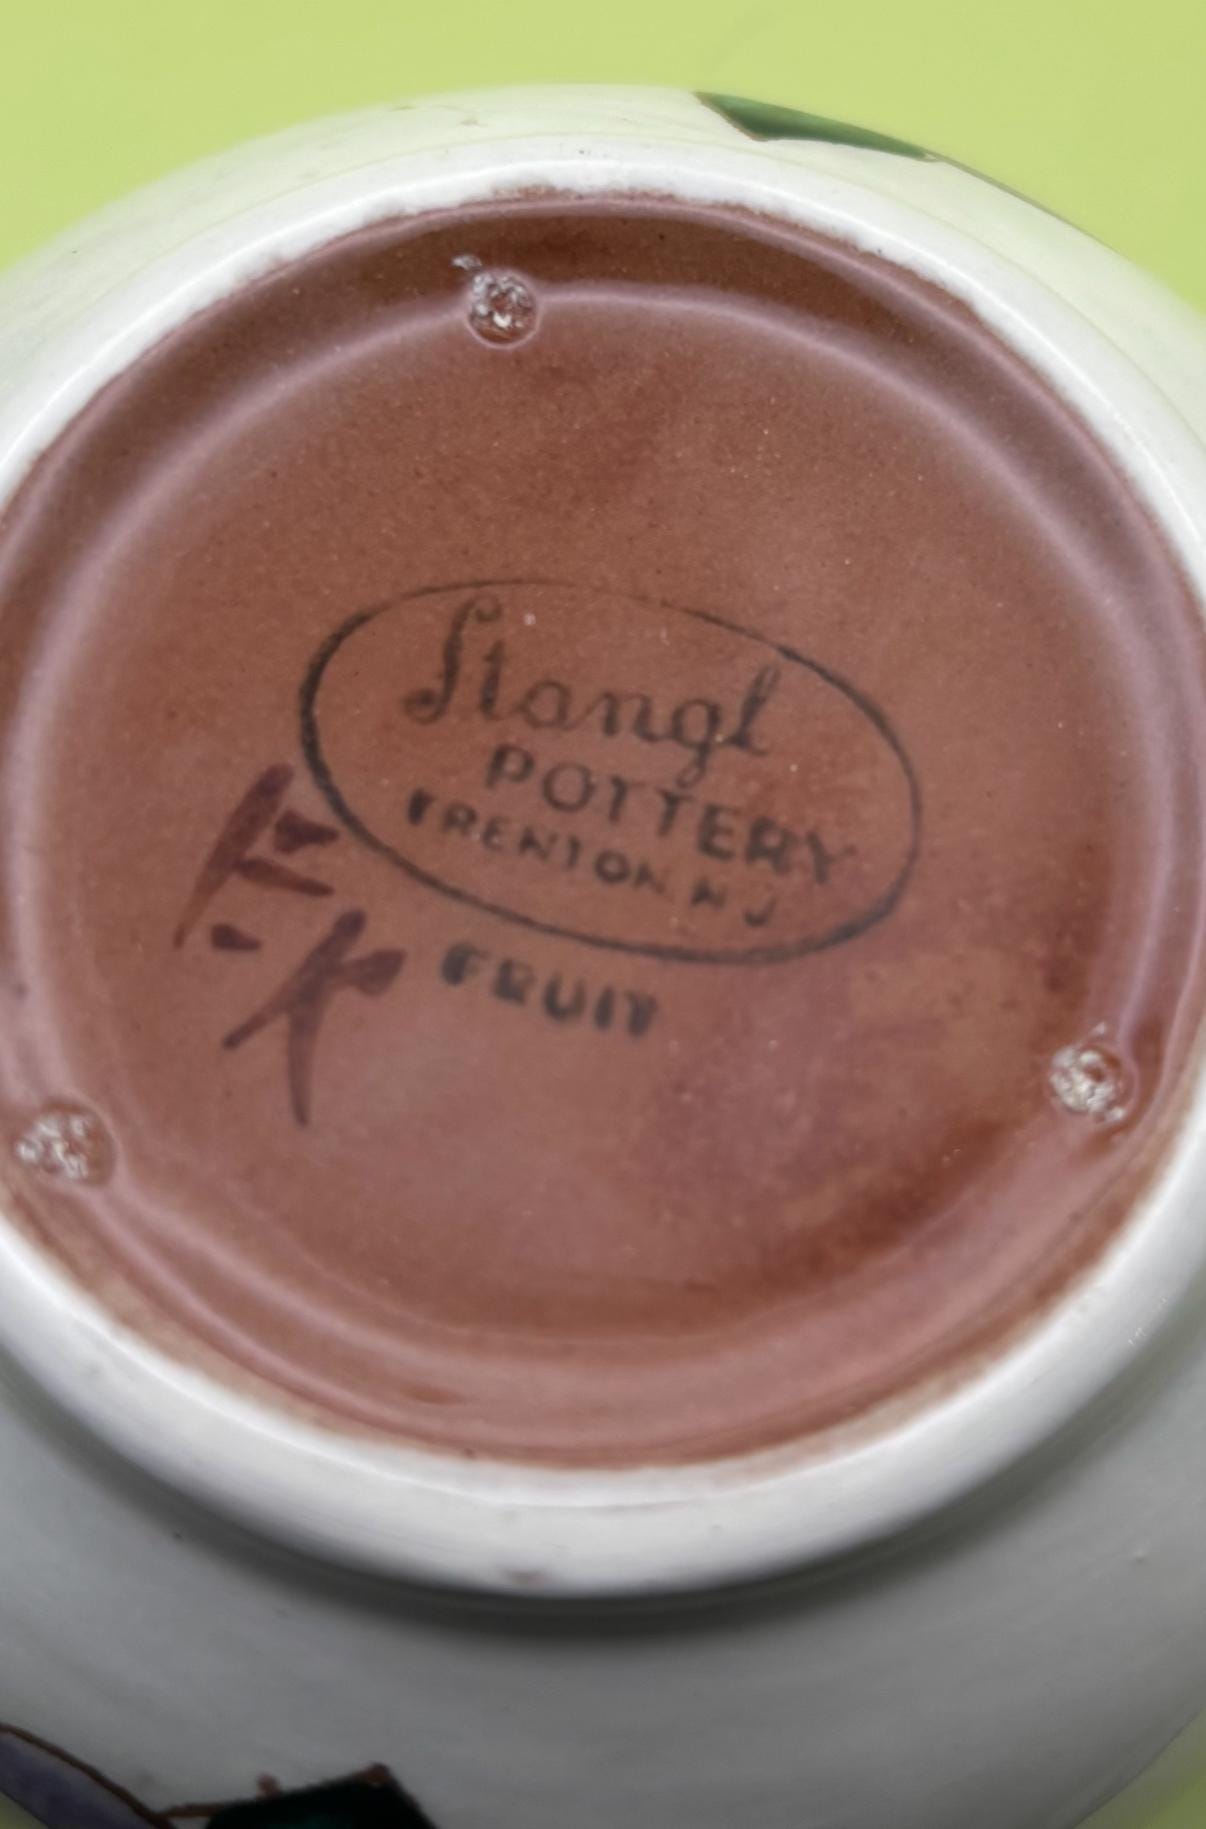 Stangl
POTTERY
TRENTON. N J
FRUIT